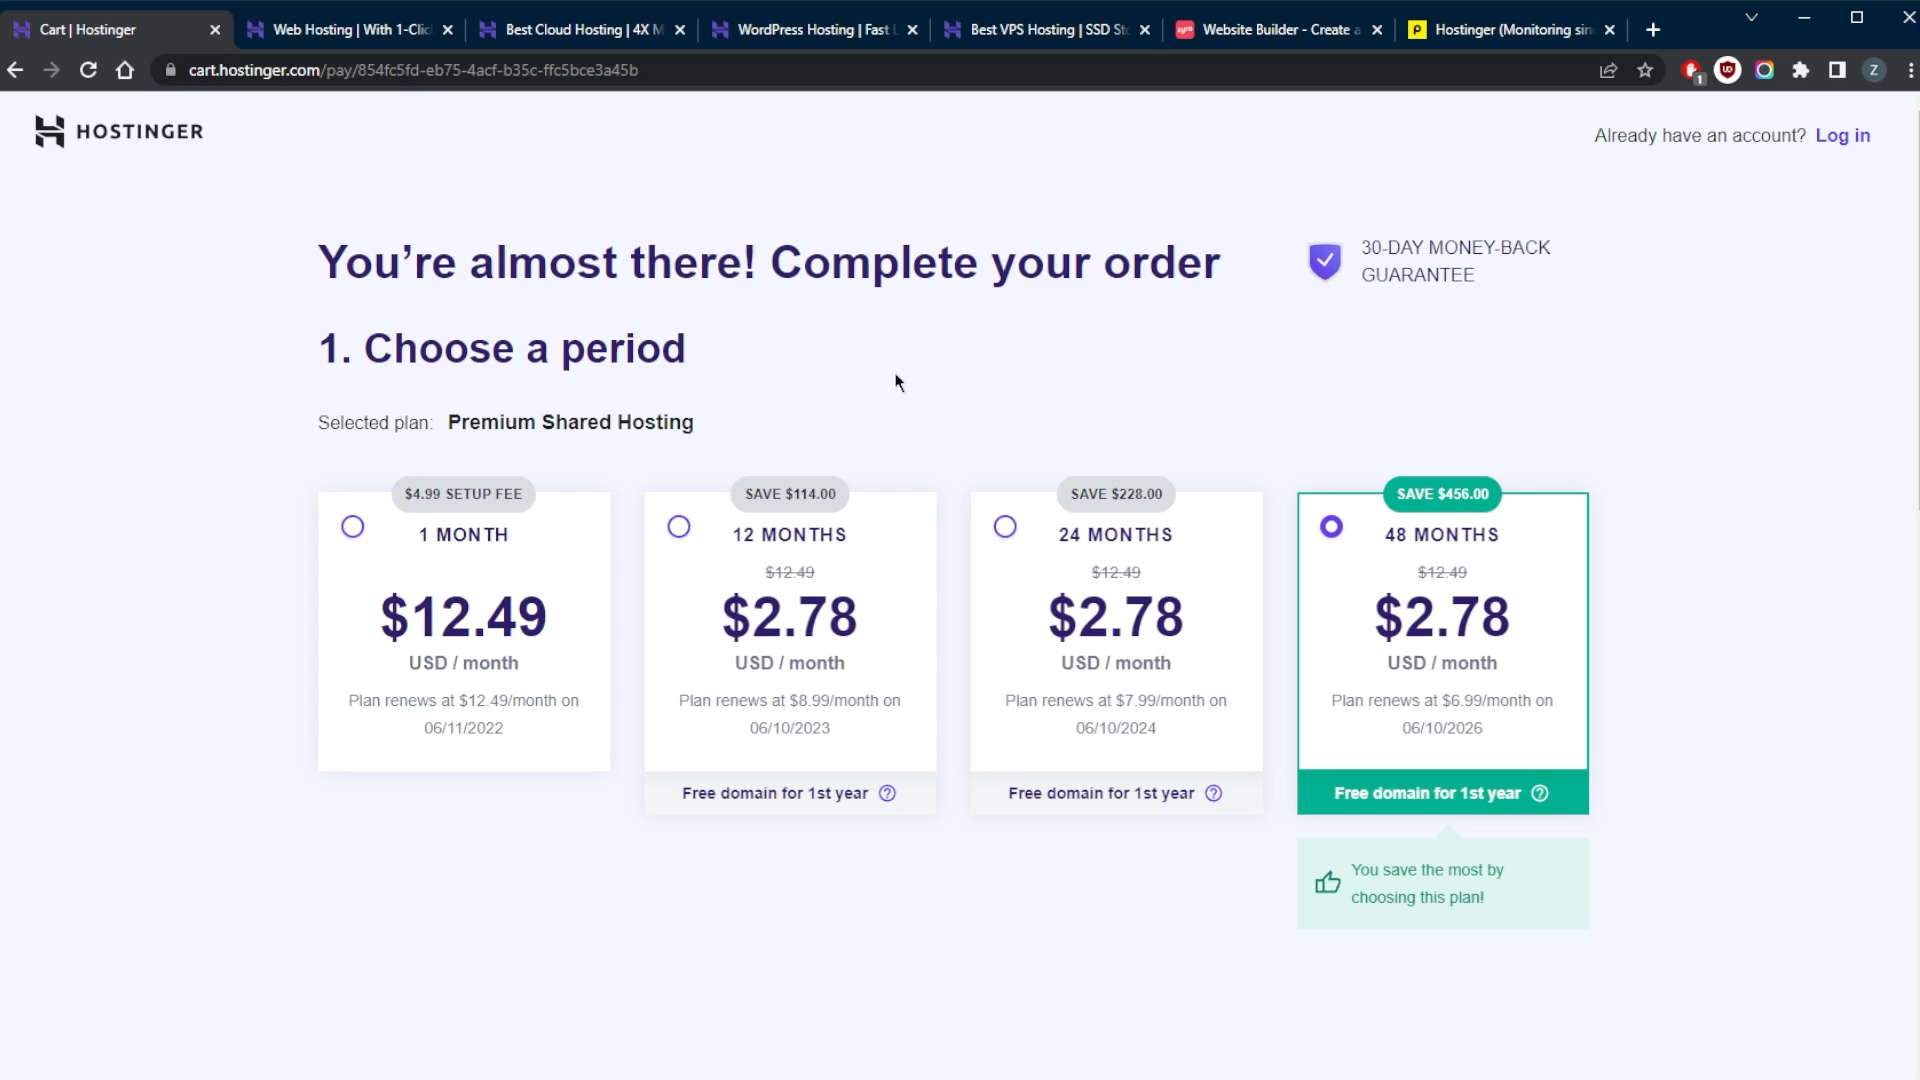 Cart | Hostinger
Web Hosting | With 1-Clic
Best Cloud Hosting | 4X M
WordPress Hosting | Fast L
Best VPS Hosting | SSD Sto
Website Builder - Create a
Hostinger (Monitoring sin
cart.hostinger.com/pay/854fc5fd-eb75-4acf-b35c-ffc5bce3a45b
1
Z
HOSTINGER
Already have an account? Log in
You’re almost there! Complete your order
30-DAY MONEY-BACK
GUARANTEE
1. Choose a period
Selected plan: Premium Shared Hosting
$4.99 SETUP FEE
1 MONTH
$12.49
USD / month
Plan renews at $12.49/month on
06/11/2022
SAVE $114.00
12 MONTHS
$12.49
$2.78
USD / month
Plan renews at $8.99/month on
06/10/2023
Free domain for 1st year
SAVE $228.00
24 MONTHS
$12.49
$2.78
USD / month
Plan renews at $7.99/month on
06/10/2024
Free domain for 1st year
SAVE $456.00
48 MONTHS
$12.49
$2.78
USD / month
Plan renews at $6.99/month on
06/10/2026
Free domain for 1st year
You save the most by
choosing this plan!